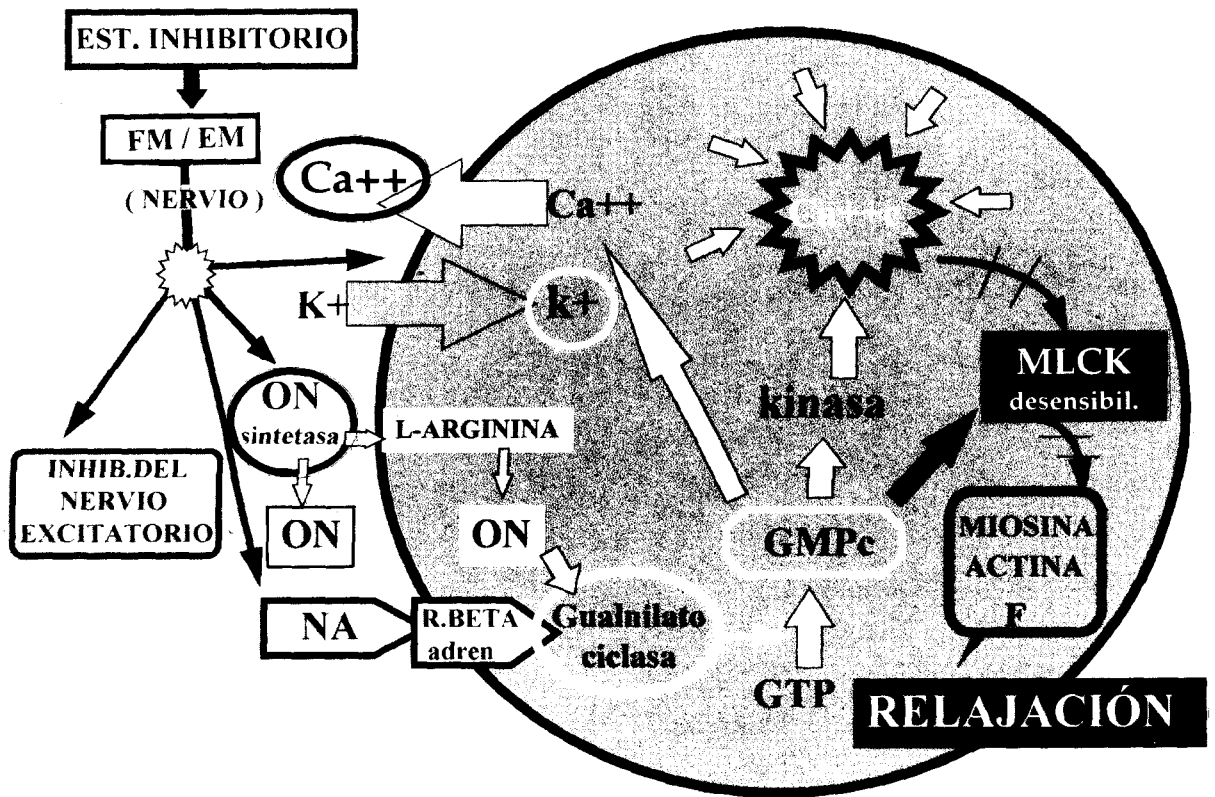 EST. INHIBITORIO
FM / EM
( NERVIO )
Ca++
Ca++
K+
k+
ON
sintetasa
L-ARGININA
INHIB.DEL
NERVIO
EXCITATORIO
ON
ON
NA
R.BETA
adren
Gualnilato
ciclasa
GTP
GMPc
kinasa
MLCK
desensibil.
MIOSINA
ACTINA
F
RELAJACIÓN